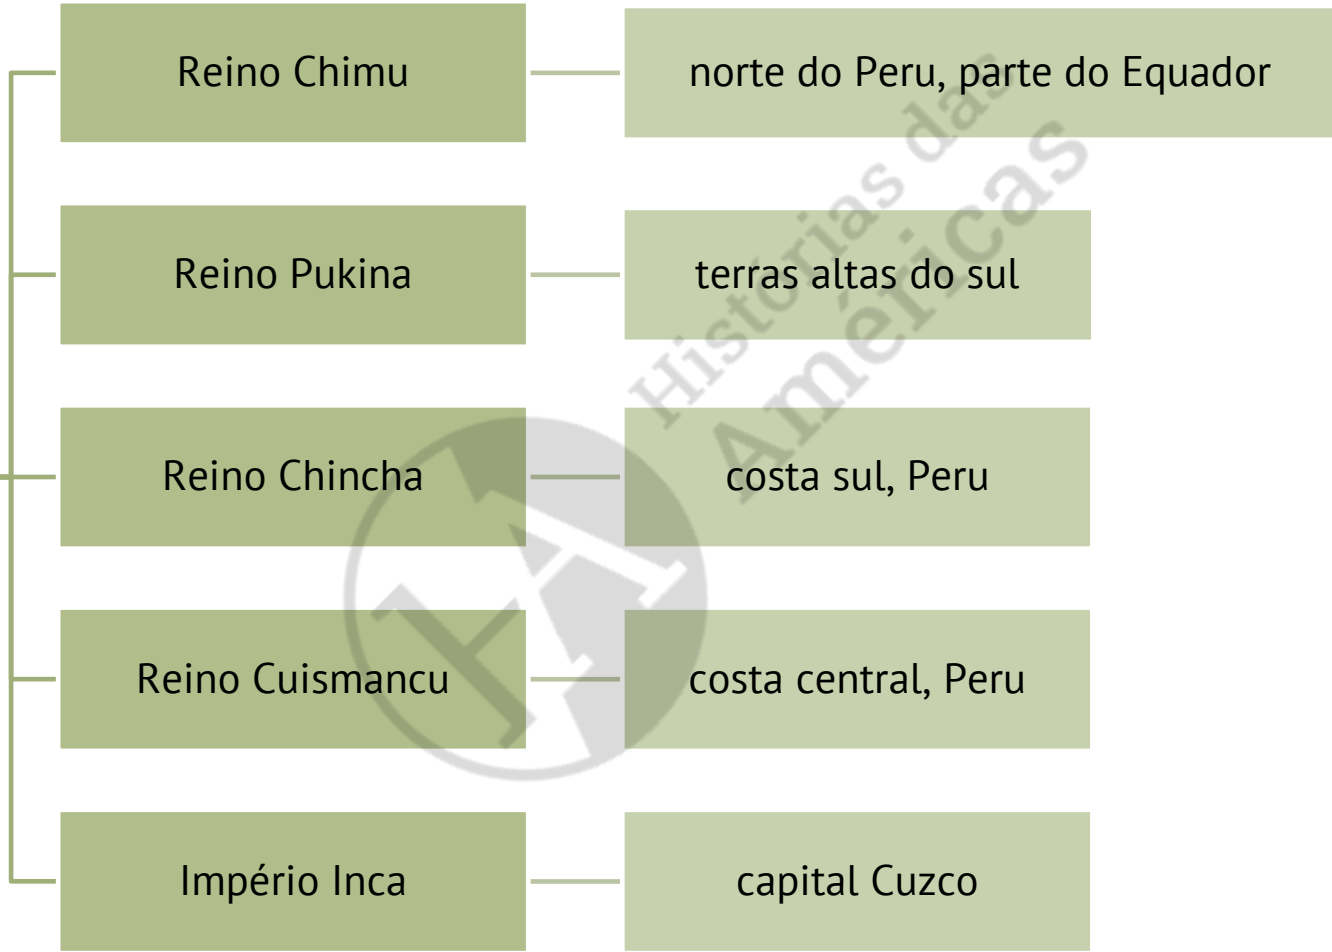 Reino Chimu
norte do Peru, parte do Equador
Reino Pukina
terras altas do sul
Reino Chincha
costa sul, Peru
Reino Cuismancu
costa central, Peru
Império Inca
capital Cuzco
Histórias das
Américas
HA